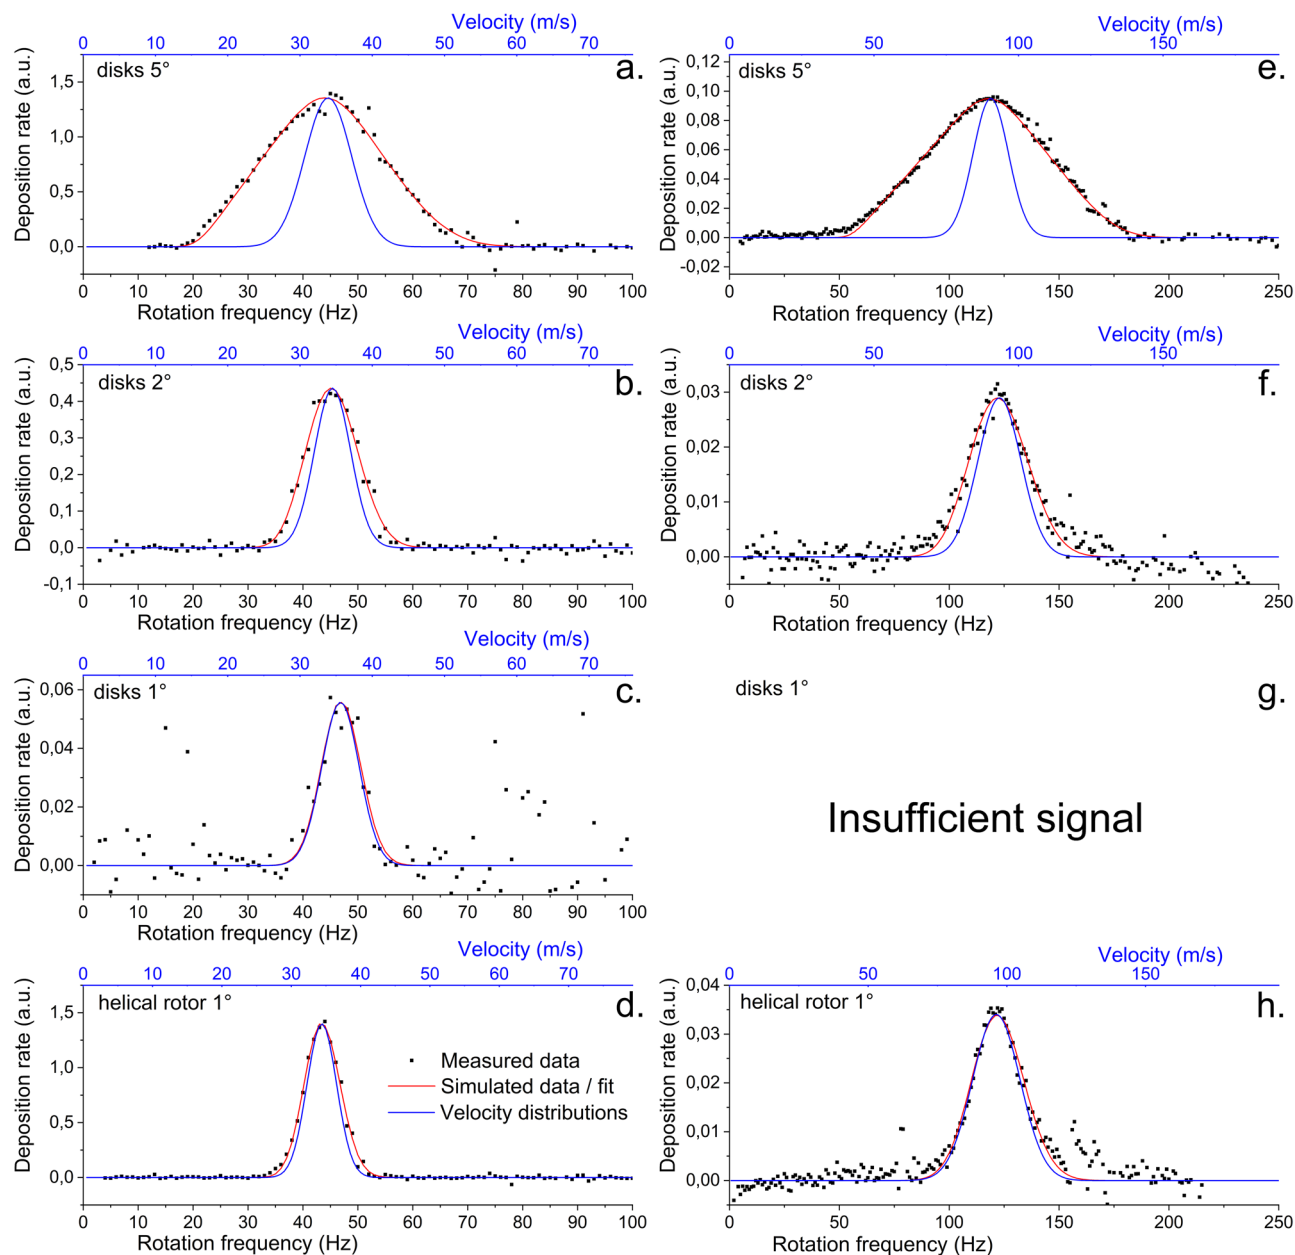 Velocity (m/s)
0 10 20 30 40 50 60 70
disks 5°
a.
Deposition rate (a.u.)
1,5
1,0
0,5
0,0
0 10 20 30 40 50 60 70 80 90 100
Rotation frequency (Hz)
Velocity (m/s)
0 50 100 150
disks 5°
e.
Deposition rate (a.u.)
0,12
0,10
0,08
0,06
0,04
0,02
0,00
-0,02
0 50 100 150 200 250
Rotation frequency (Hz)
Velocity (m/s)
0 10 20 30 40 50 60 70
disks 2°
b.
Deposition rate (a.u.)
0,5
0,4
0,3
0,2
0,1
0,0
-0,1
0 10 20 30 40 50 60 70 80 90 100
Rotation frequency (Hz)
Velocity (m/s)
0 50 100 150
disks 2°
f.
Deposition rate (a.u.)
0,03
0,02
0,01
0,00
0 50 100 150 200 250
Rotation frequency (Hz)
Velocity (m/s)
0 10 20 30 40 50 60 70
disks 1°
c.
Deposition rate (a.u.)
0,06
0,04
0,02
0,00
0 10 20 30 40 50 60 70 80 90 100
Rotation frequency (Hz)
disks 1°
g.
Insufficient signal
Velocity (m/s)
0 10 20 30 40 50 60 70
helical rotor 1°
d.
Deposition rate (a.u.)
1,5
1,0
0,5
0,0
Measured data
Simulated data / fit
Velocity distributions
0 10 20 30 40 50 60 70 80 90 100
Rotation frequency (Hz)
Velocity (m/s)
0 50 100 150
helical rotor 1°
h.
Deposition rate (a.u.)
0,04
0,03
0,02
0,01
0,00
0 50 100 150 200 250
Rotation frequency (Hz)